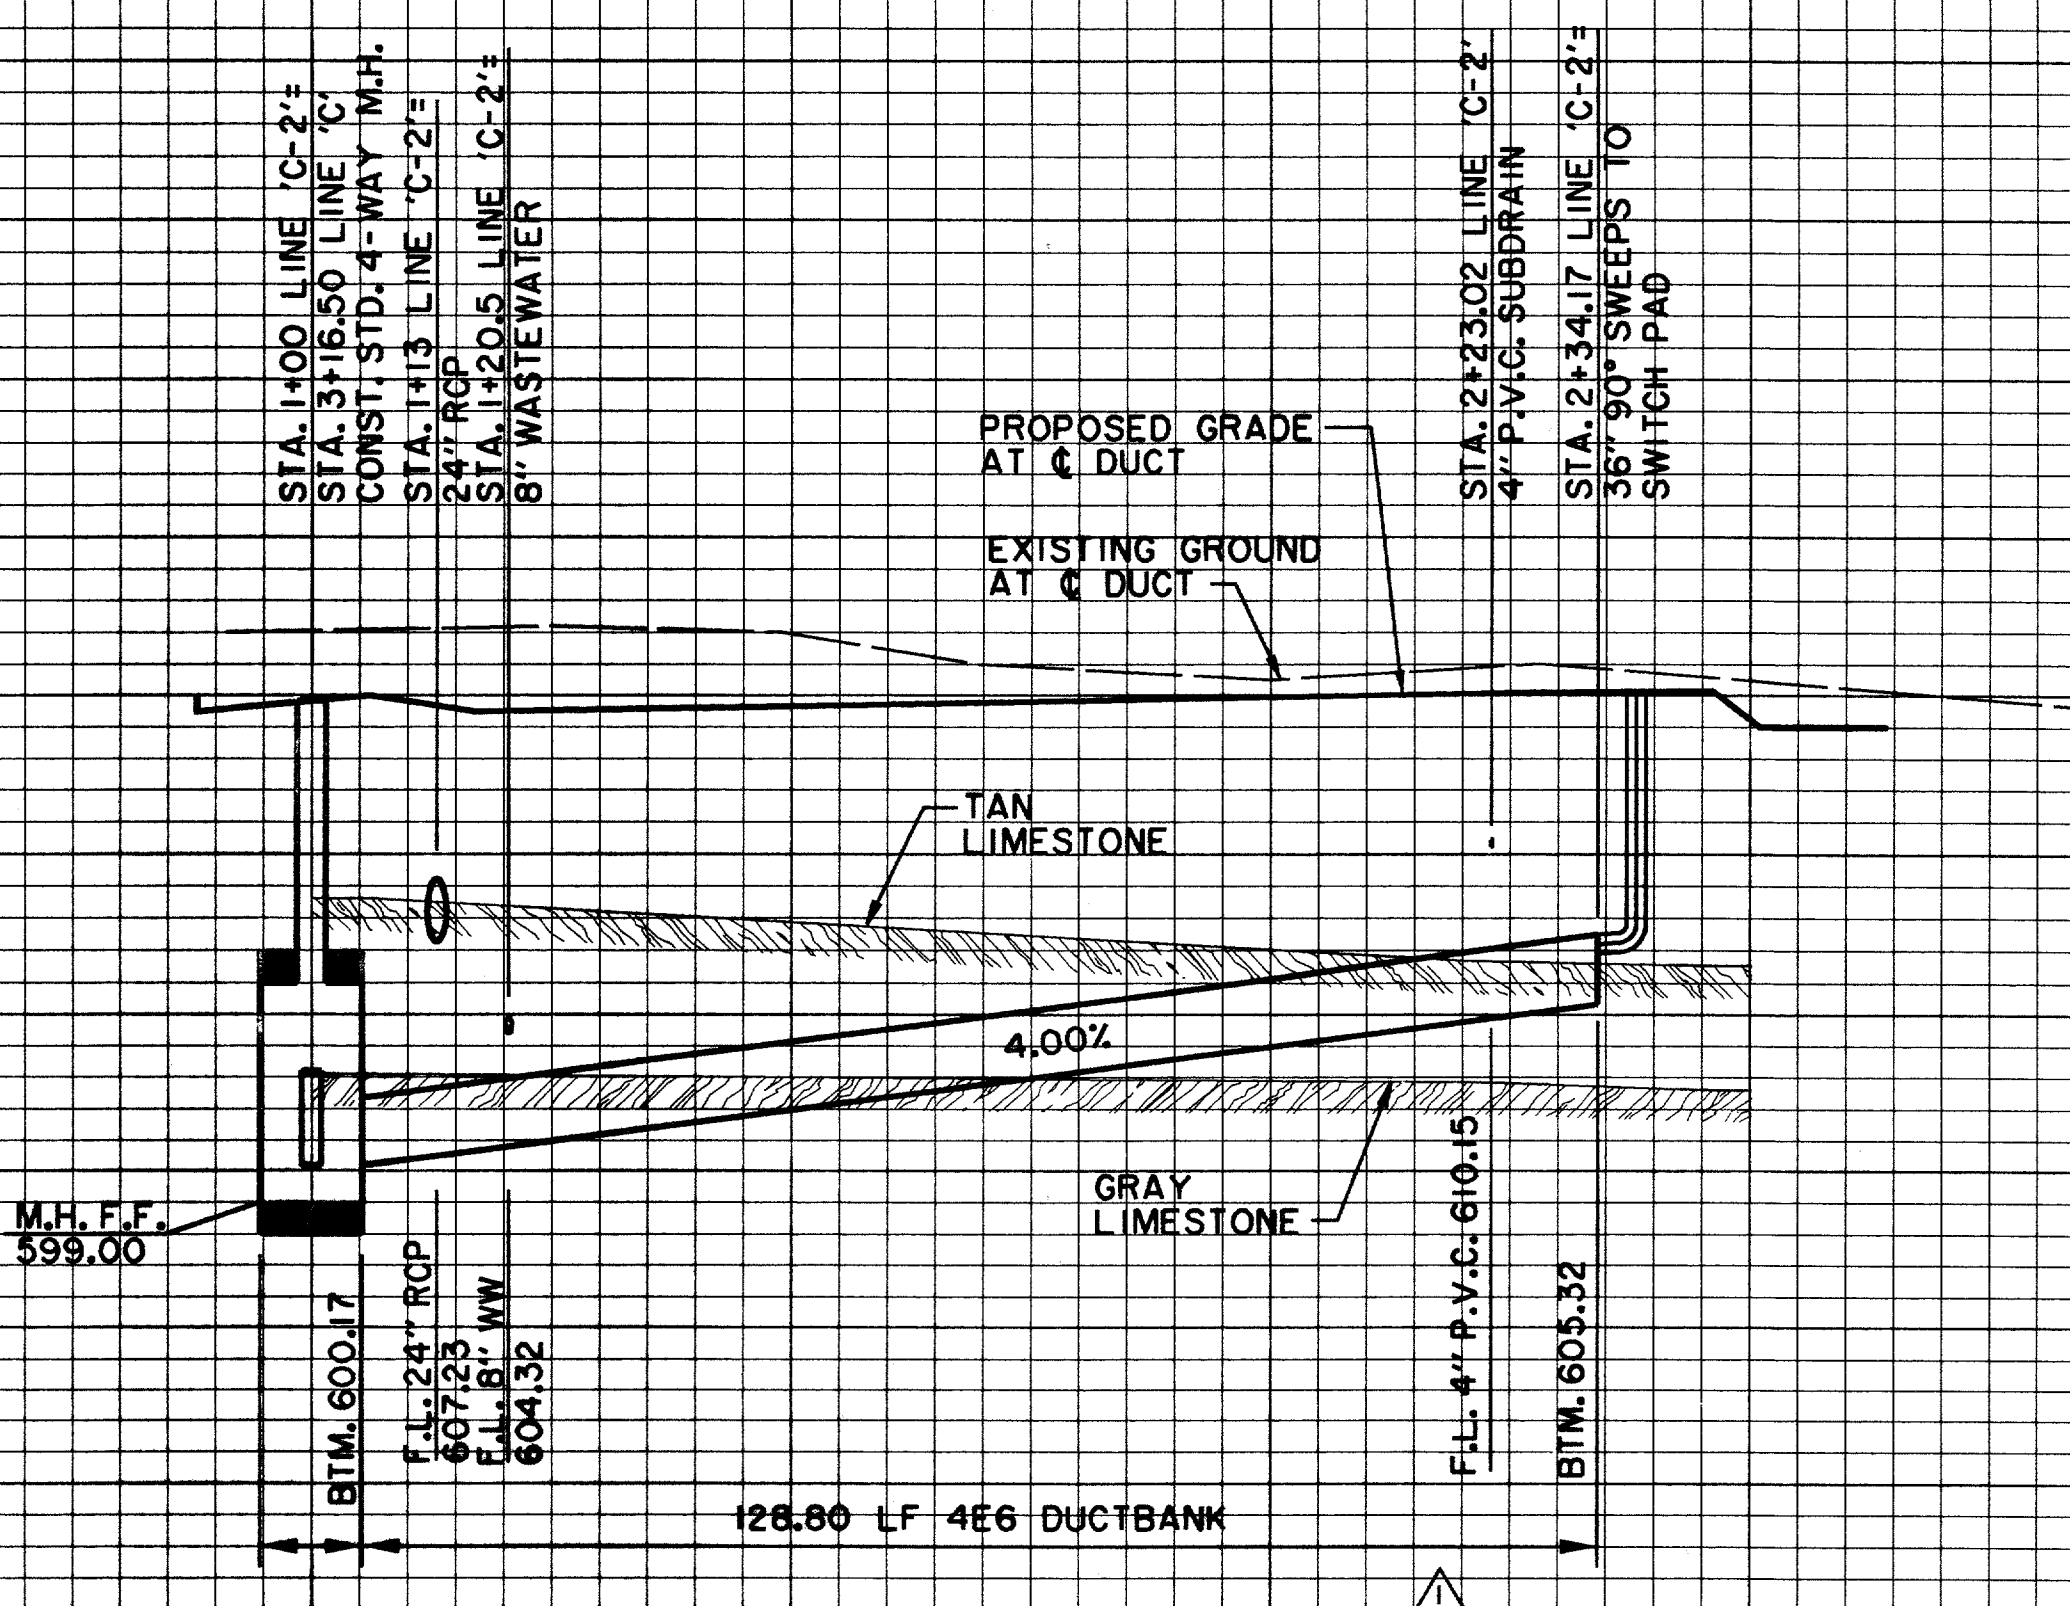 STA. 1+00 LINE 'C-2'=
STA. 3+16.50 LINE 'C'
CONST. STD. 4-WAY M.H.
STA. 1+13 LINE 'C-2'=
24" RCP
STA. 1+20.5 LINE 'C-2'=
8" WASTEWATER
STA. 2+23.02 LINE 'C-2'
4" P.V.C. SUBDRAIN
STA. 2+34.17 LINE 'C-2'=
36" 90° SWEEPS TO
SWITCH PAD
PROPOSED GRADE
AT ℄ DUCT
EXISTING GROUND
AT ℄ DUCT
TAN
LIMESTONE
4.00%
GRAY
LIMESTONE
M.H. F.F.
599.00
BTM. 600.17
F.L. 24" RCP
607.23
F.L. 8" WW
604.32
F.L. 4" P.V.C. 610.15
BTM. 605.32
128.80 LF 4E6 DUCTBANK
1